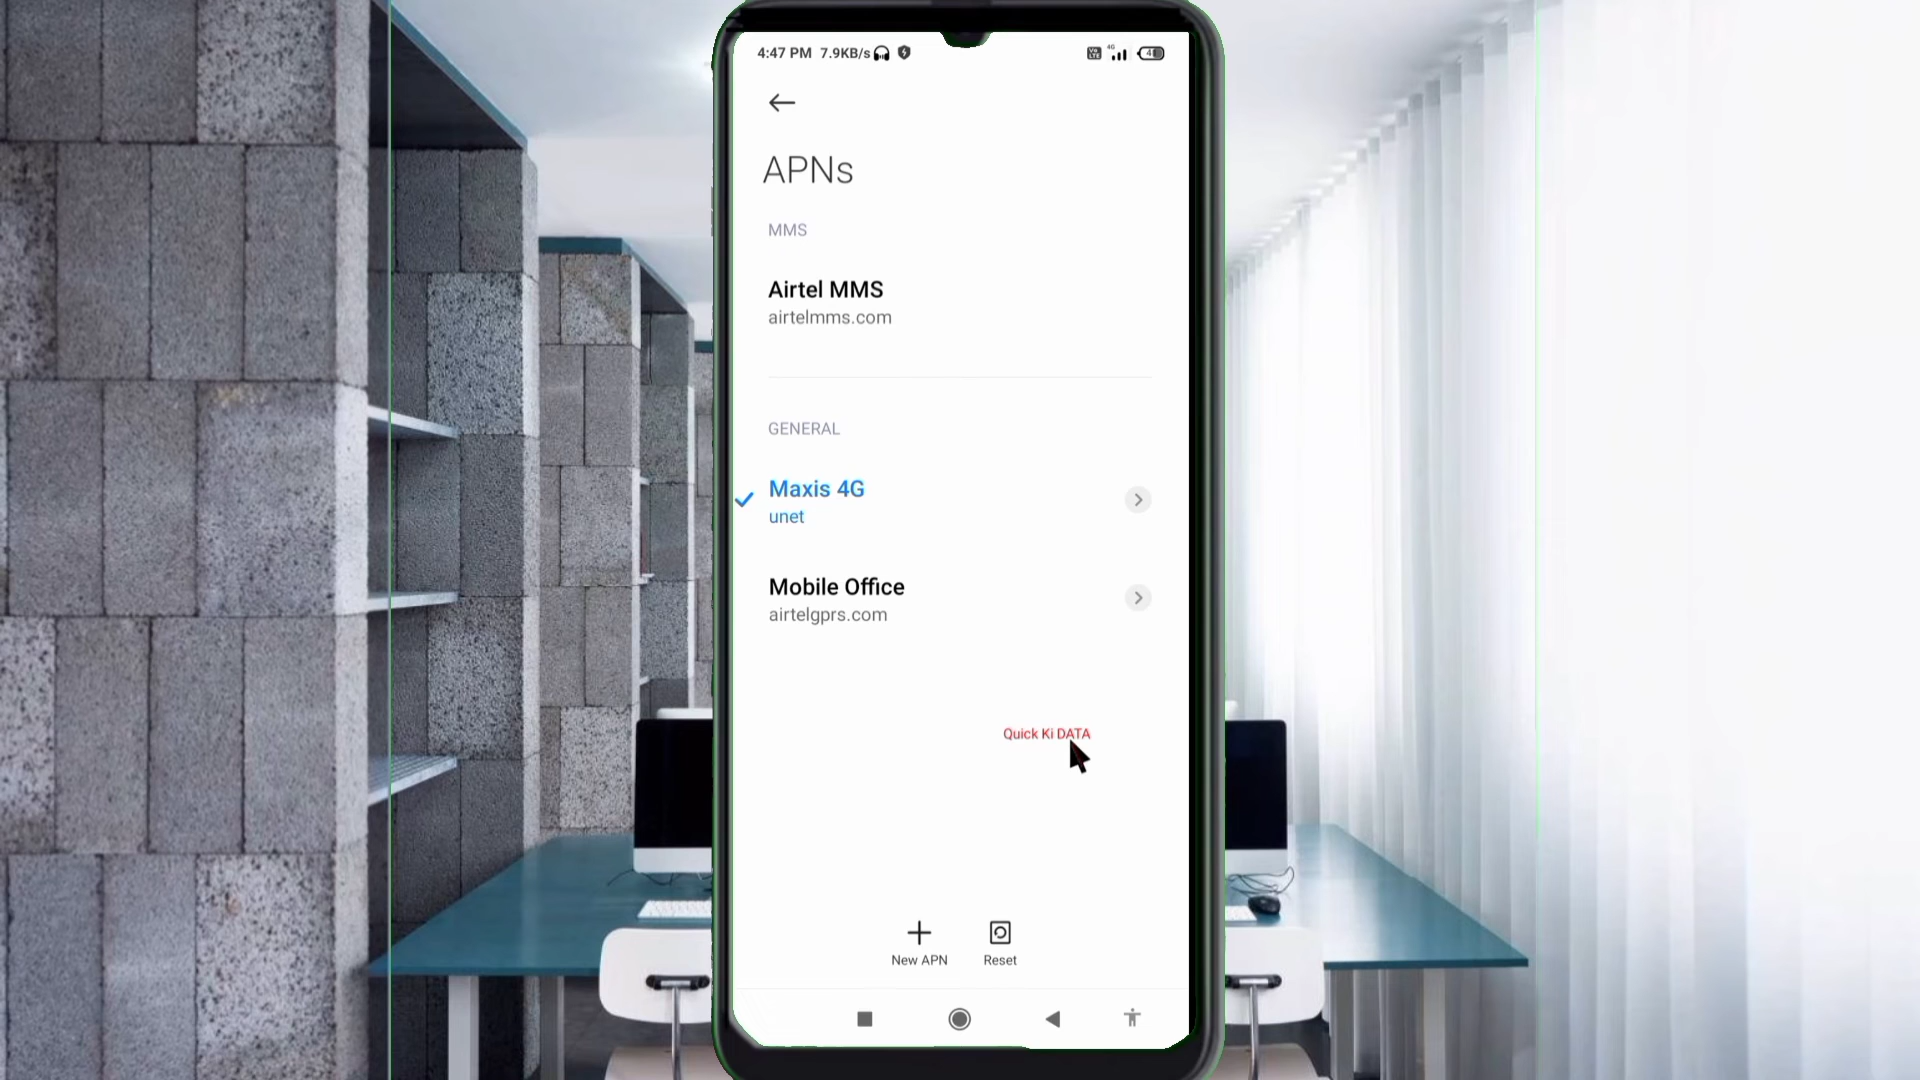 4:47 PM 7.9KB/s
4G
APNs
MMS
Airtel MMS
airtelmms.com
GENERAL
Maxis 4G
unet
Mobile Office
airtelgprs.com
Quick Ki DATA
New APN
Reset